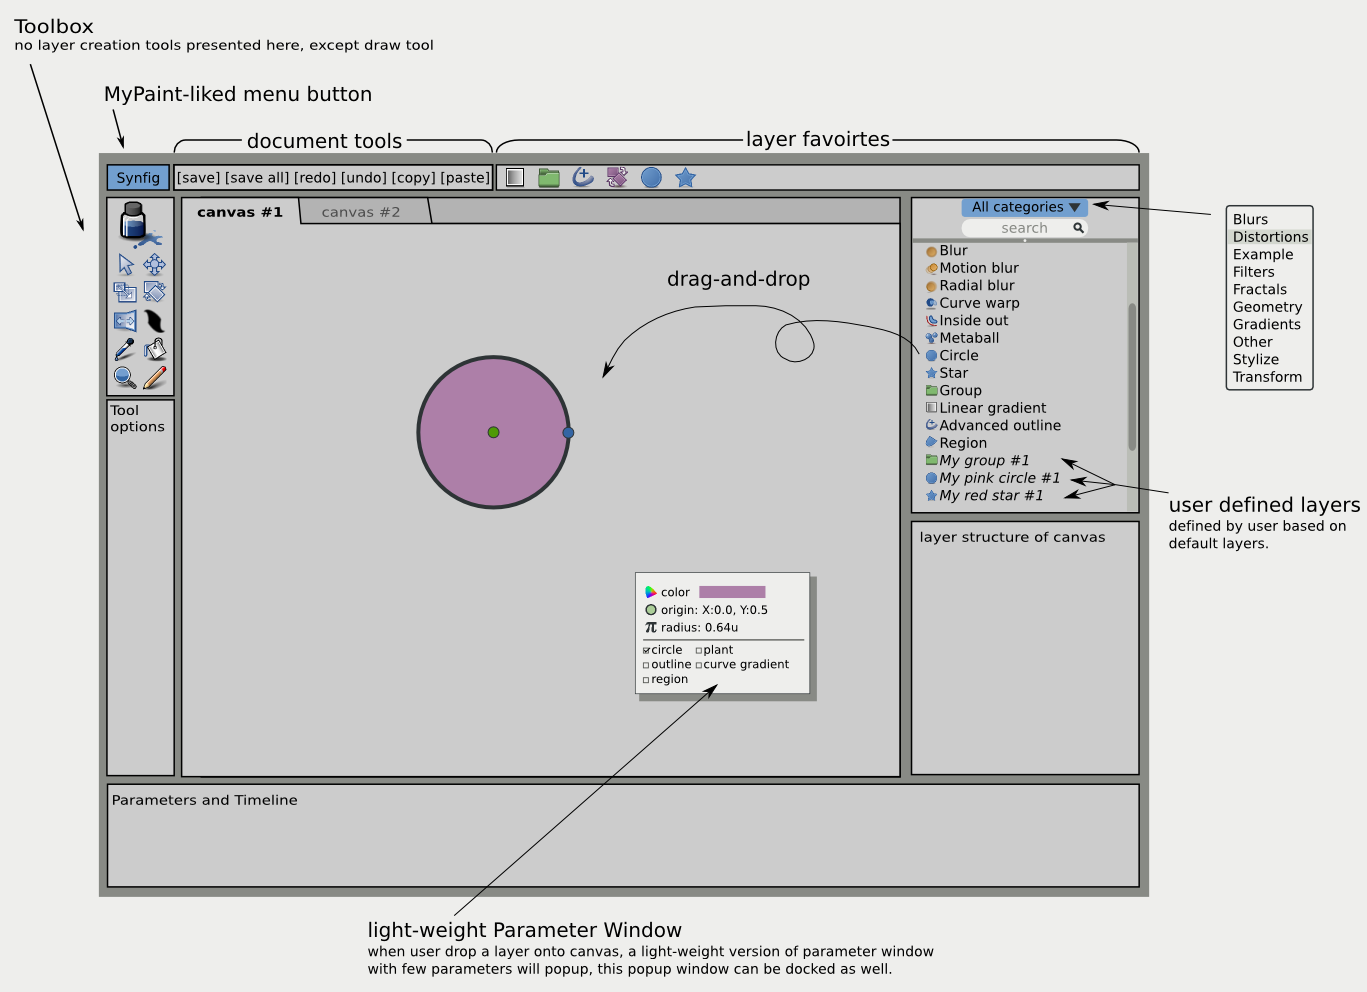 Toolbox
no layer creation tools presented here, except draw tool
MyPaint-liked menu button
document tools
layer favoirtes
Synfig
[save] [save all] [redo] [undo] [copy] [paste]
canvas #1
canvas #2
Tool
options
drag-and-drop
color
origin: X:0.0, Y:0.5
radius: 0.64u
circle plant
outline curve gradient
region
All categories
search
Blur
Motion blur
Radial blur
Curve warp
Inside out
Metaball
Circle
Star
Group
Linear gradient
Advanced outline
Region
My group #1
My pink circle #1
My red star #1
Blurs
Distortions
Example
Filters
Fractals
Geometry
Gradients
Other
Stylize
Transform
user defined layers
defined by user based on
default layers.
layer structure of canvas
Parameters and Timeline
light-weight Parameter Window
when user drop a layer onto canvas, a light-weight version of parameter window
with few parameters will popup, this popup window can be docked as well.